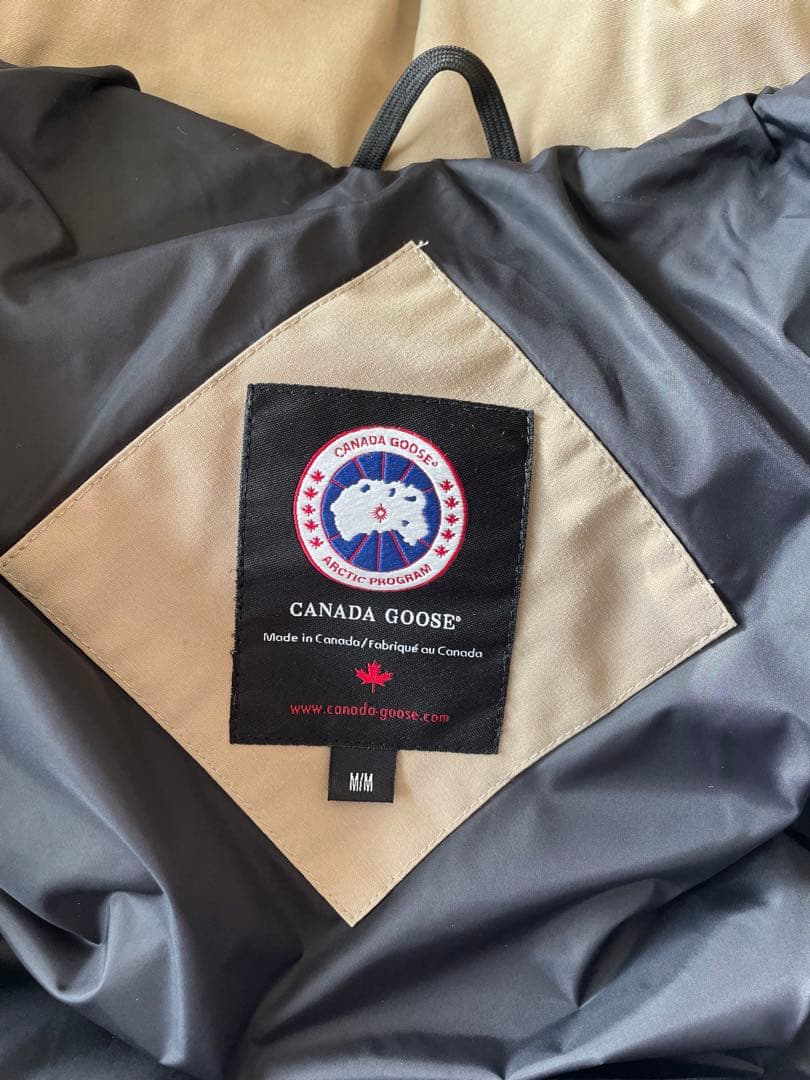 CANADA GOOSE®
ARCTIC PROGRAM
CANADA GOOSE®
Made in Canada/Fabriqué au Canada
www.canada-goose.com
M/M